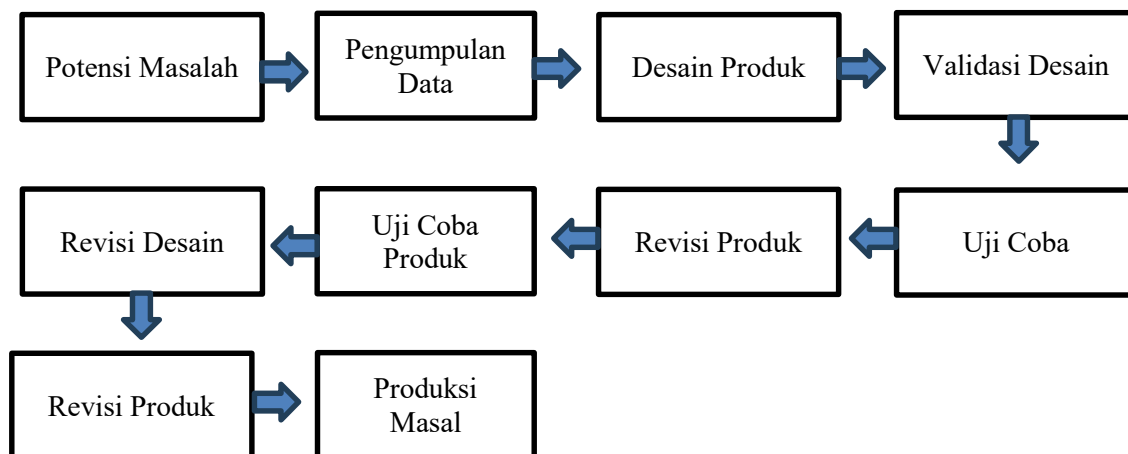 Potensi Masalah
Pengumpulan
Data
Desain Produk
Validasi Desain
Uji Coba
Revisi Produk
Uji Coba
Produk
Revisi Desain
Revisi Produk
Produksi
Masal